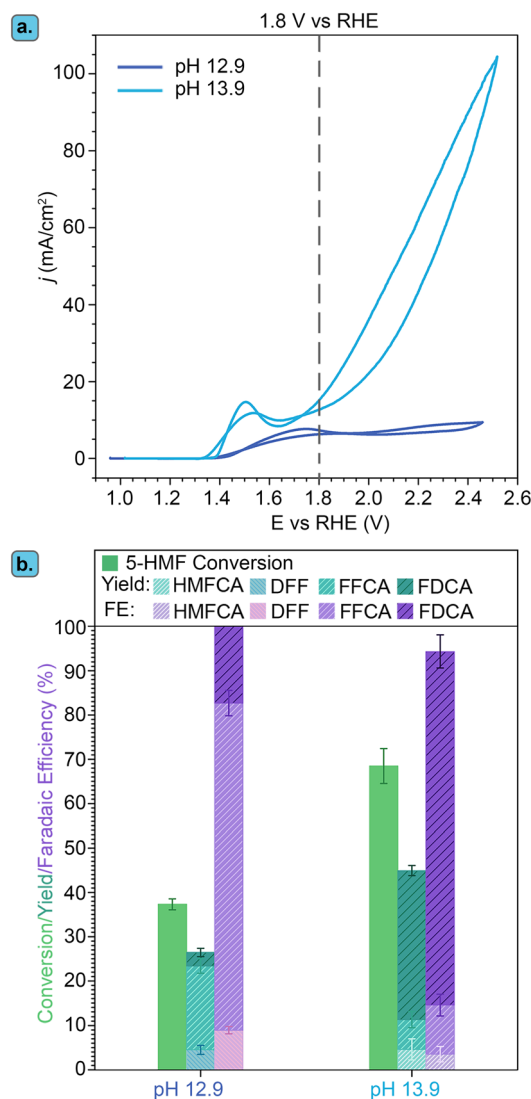 a.
1.8 V vs RHE
pH 12.9
pH 13.9
100
80
60
40
20
0
j (mA/cm²)
1.0 1.2 1.4 1.6 1.8 2.0 2.2 2.4 2.6
E vs RHE (V)
b.
5-HMF Conversion
Yield: HMFCA DFF FFCA FDCA
FE: HMFCA DFF FFCA FDCA
100
90
80
70
60
50
40
30
20
10
0
Conversion/Yield/Faradaic Efficiency (%)
pH 12.9 pH 13.9